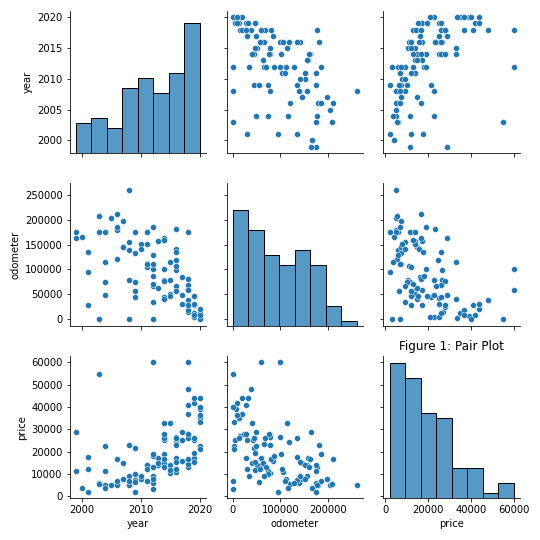 2020
2015
2010
2005
2000
year
250000
200000
150000
100000
50000
0
odometer
Figure 1: Pair Plot
60000
50000
40000
30000
20000
10000
0
price
2000 2010 2020
year
0 100000 200000
odometer
0 20000 40000 60000
price